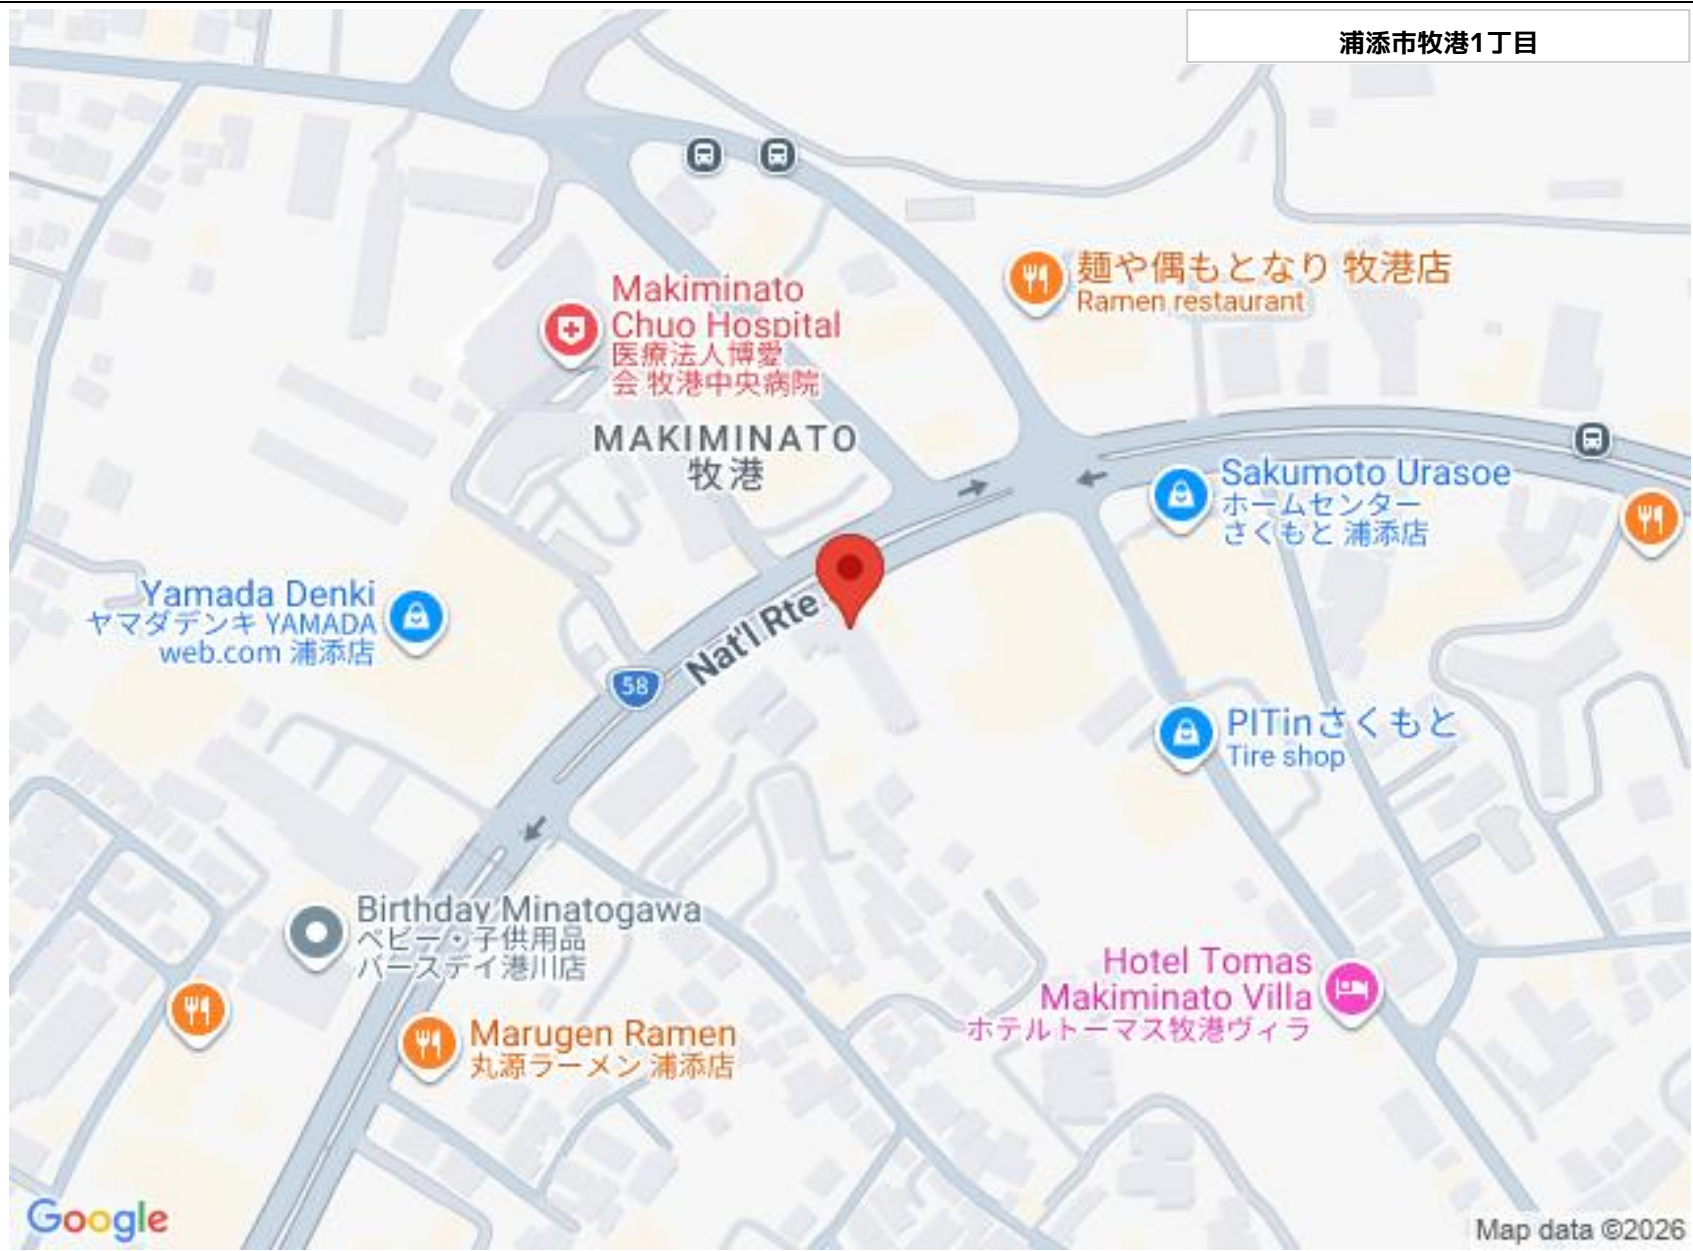 浦添市牧港1丁目
麺や偶もとなり 牧港店
Ramen restaurant
Makiminato
Chuo Hospital
医療法人博愛
会 牧港中央病院
MAKIMINATO
牧港
Sakumoto Urasoe
ホームセンター
さくもと 浦添店
Yamada Denki
ヤマダデンキ YAMADA
web.com 浦添店
Nat'l Rte
58
PITinさくもと
Tire shop
Birthday Minatogawa
ベビー・子供用品
バースデイ港川店
Hotel Tomas
Makiminato Villa
ホテルトーマス牧港ヴィラ
Marugen Ramen
丸源ラーメン 浦添店
Google
Map data ©2026